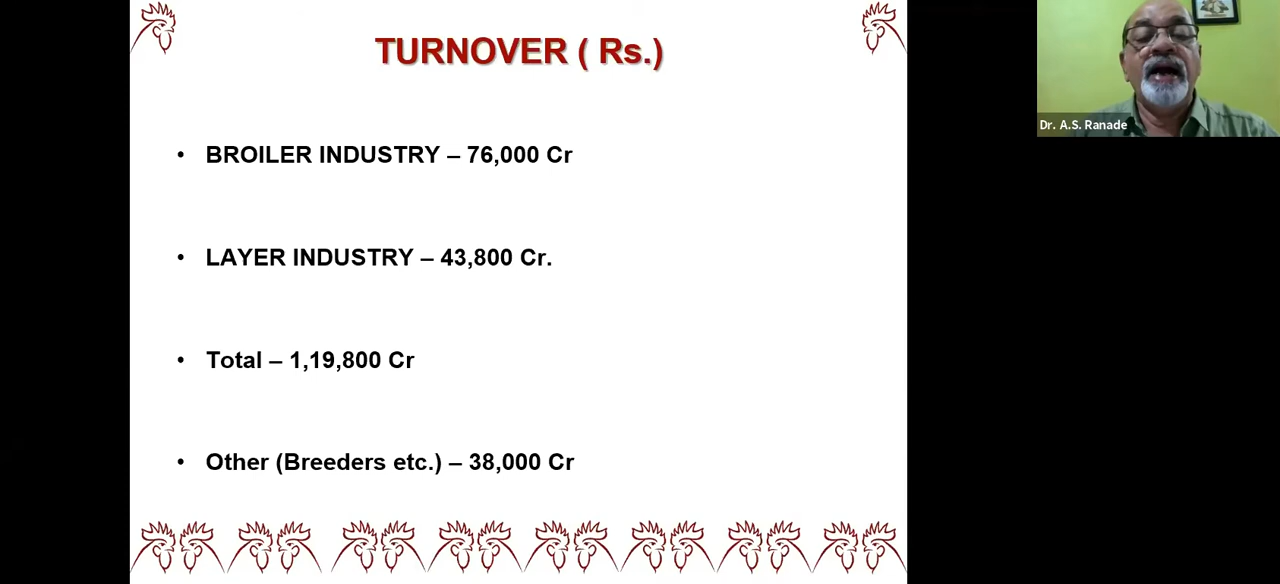 TURNOVER ( Rs.)
• BROILER INDUSTRY – 76,000 Cr
• LAYER INDUSTRY – 43,800 Cr.
• Total – 1,19,800 Cr
• Other (Breeders etc.) – 38,000 Cr
Dr. A.S. Ranade